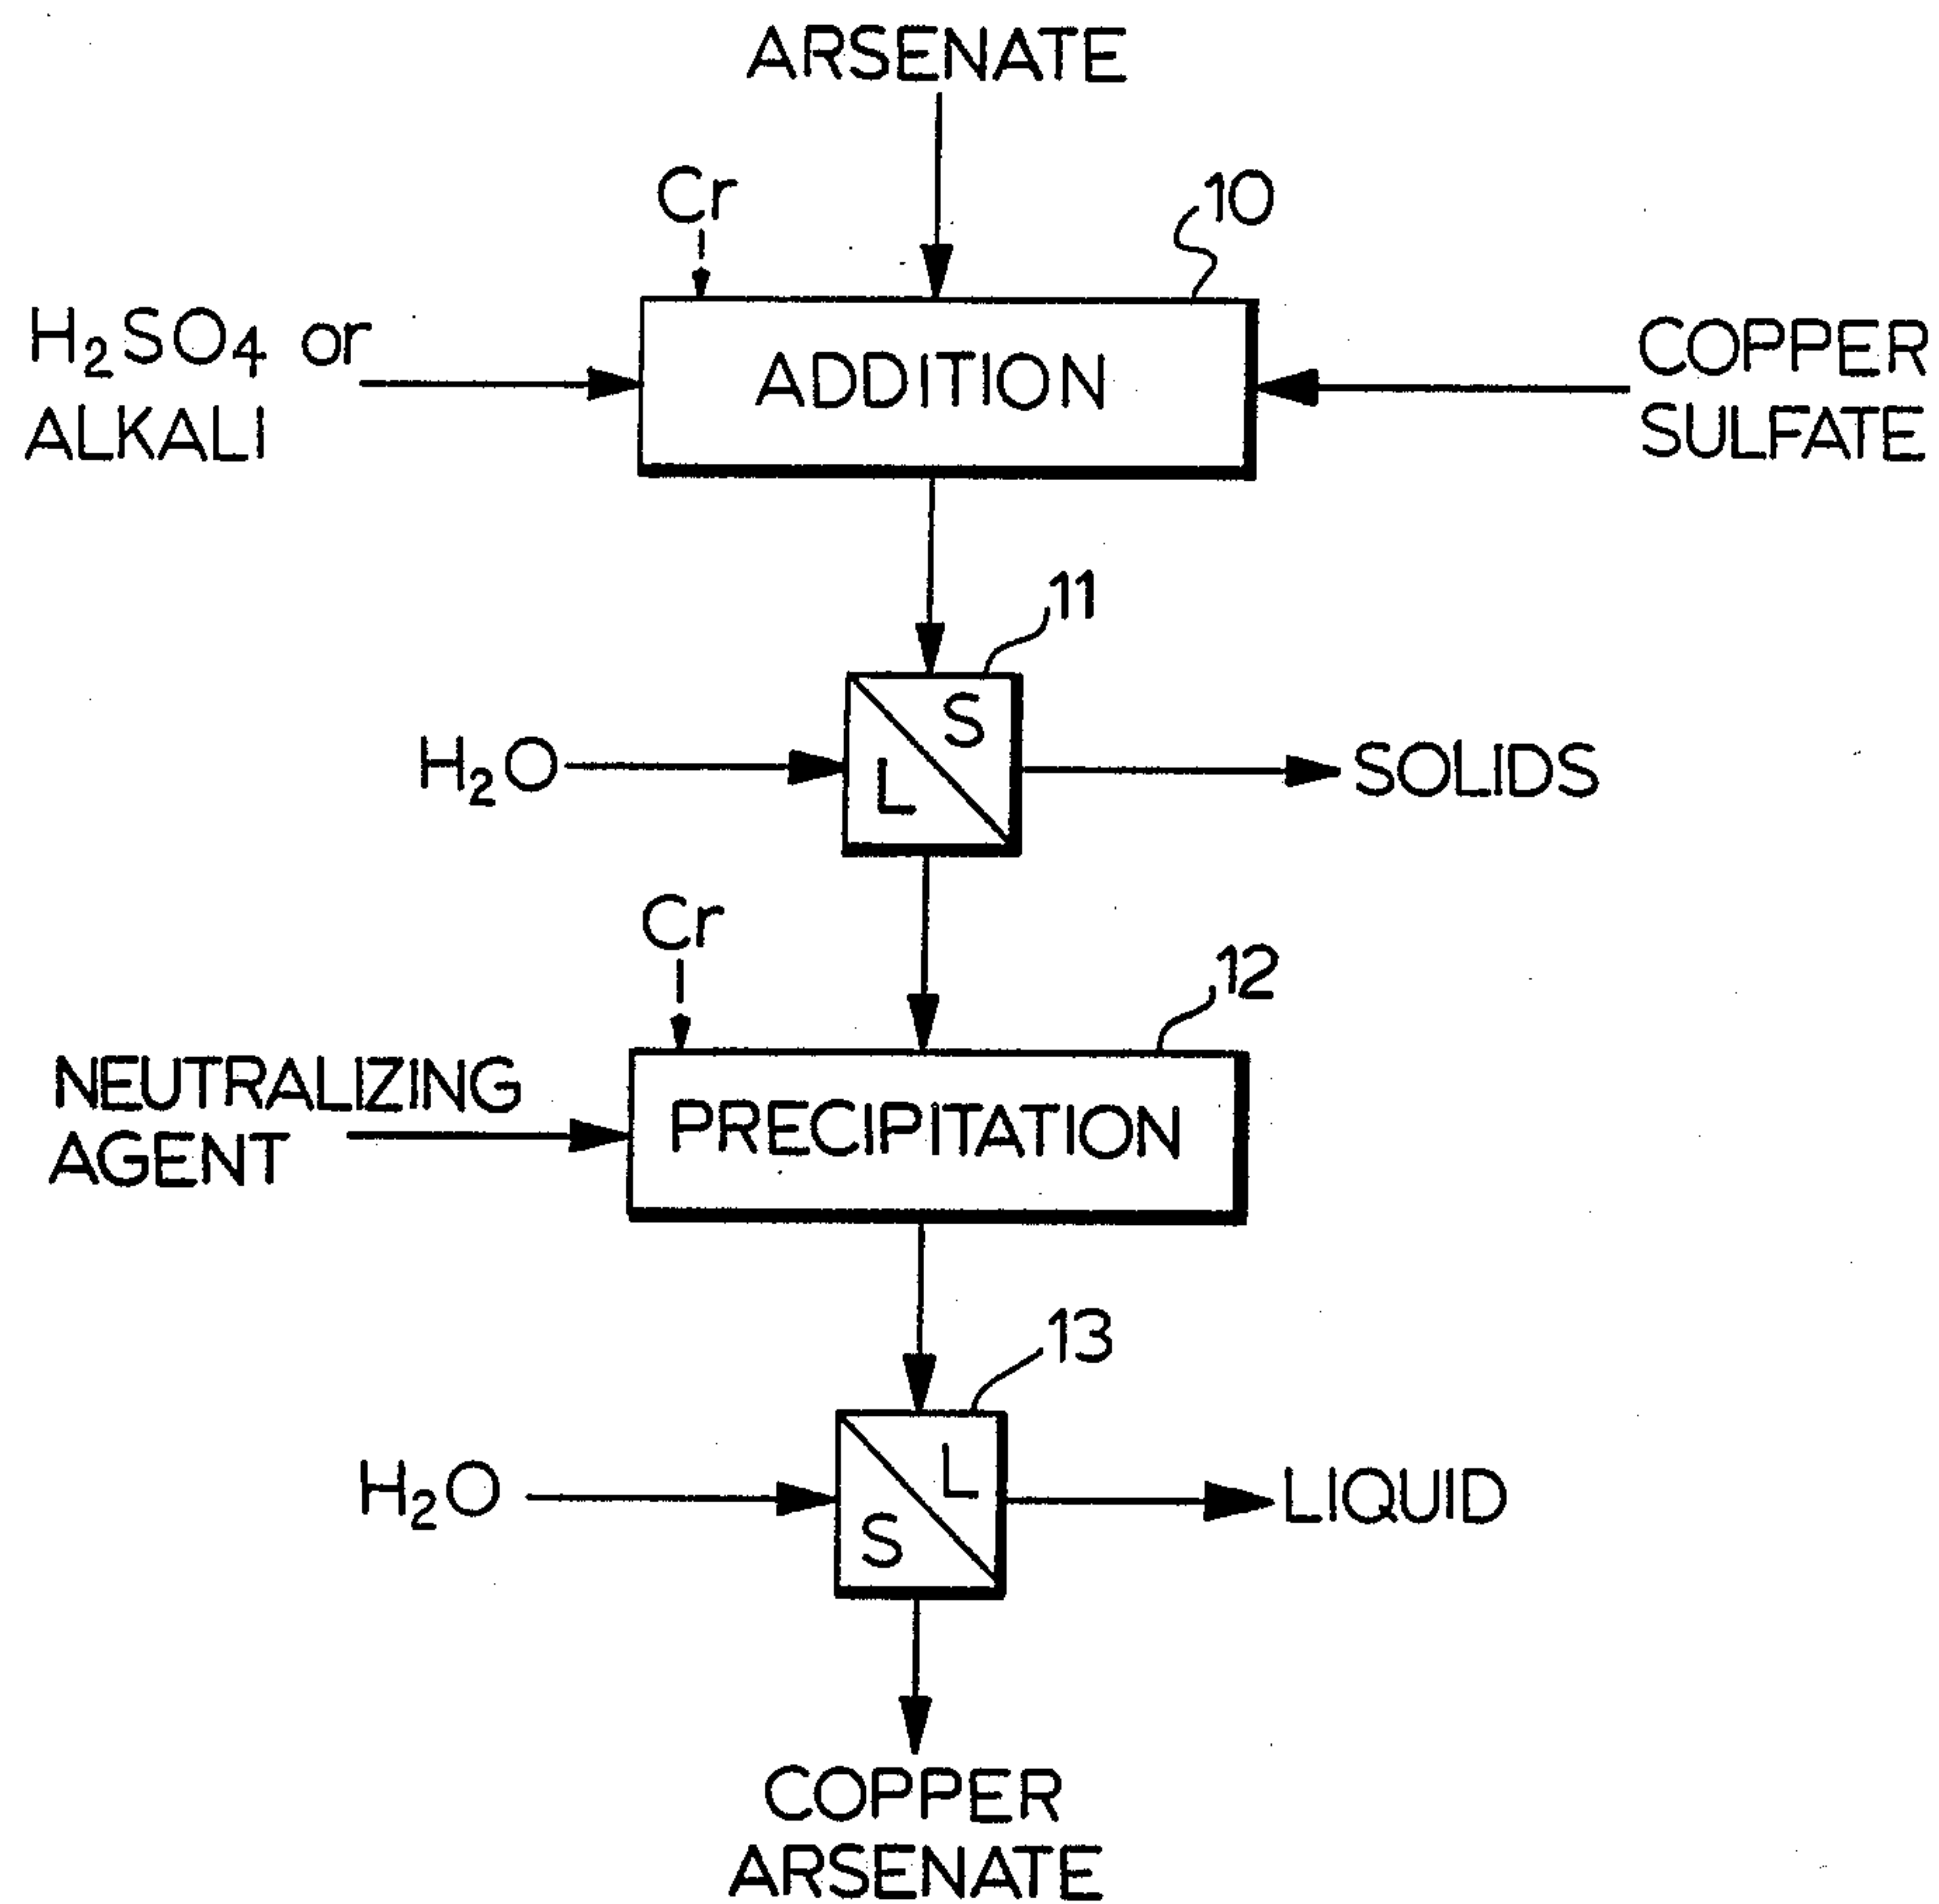 ARSENATE
Cr
10
H₂SO₄ or
ALKALI
ADDITION
COPPER
SULFATE
11
S
H₂O
L
SOLIDS
Cr
12
NEUTRALIZING
AGENT
PRECIPITATION
13
L
H₂O
S
LIQUID
COPPER
ARSENATE